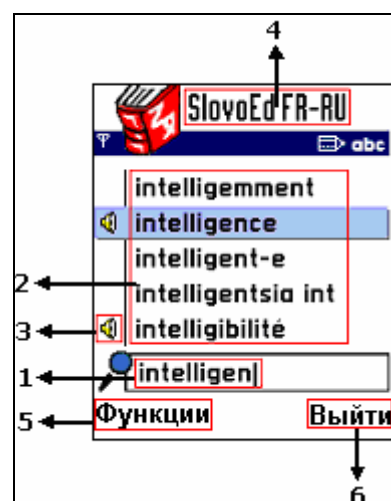 4
SlovoEd FR-RU
abc
intelligemment
intelligence
intelligent-e
2
intelligentsia int
3
intelligibilité
1
intelligen
5
Функции
Выйти
6